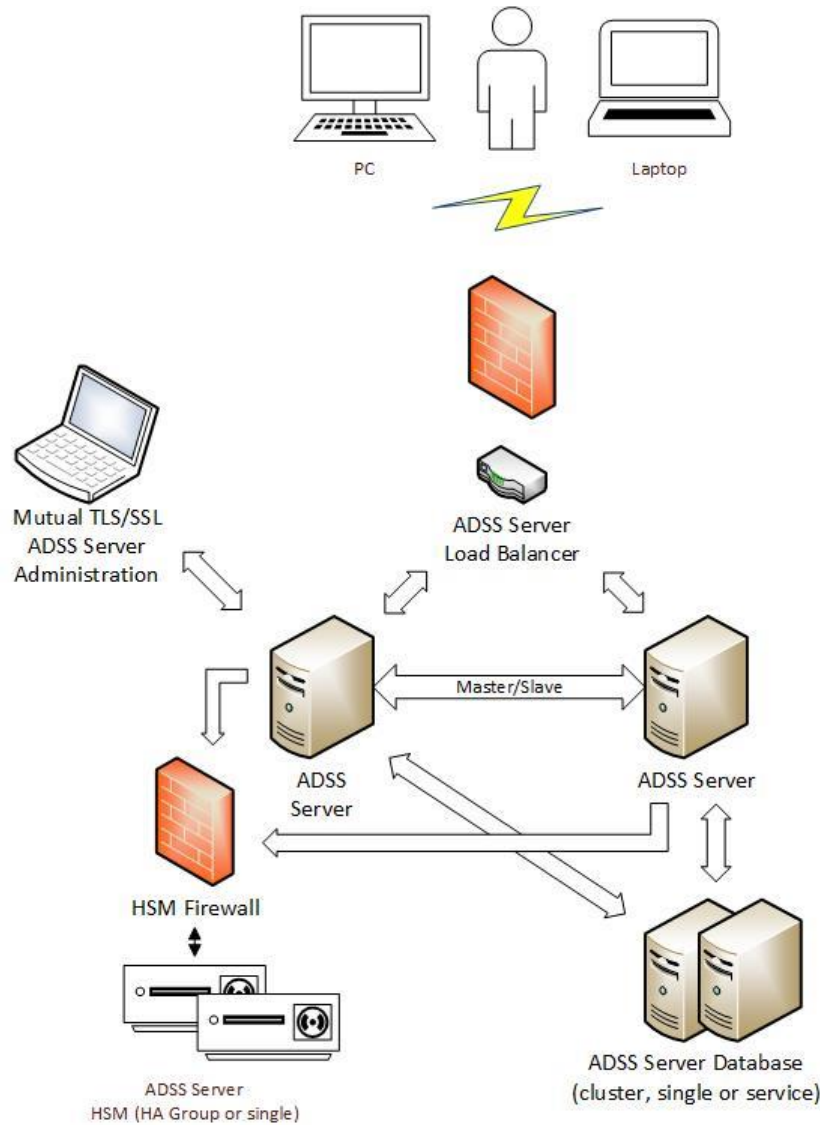 PC
Laptop
Mutual TLS/SSL
ADSS Server
Administration
ADSS Server
Load Balancer
Master/Slave
ADSS
Server
ADSS Server
HSM Firewall
ADSS Server
HSM (HA Group or single)
ADSS Server Database
(cluster, single or service)